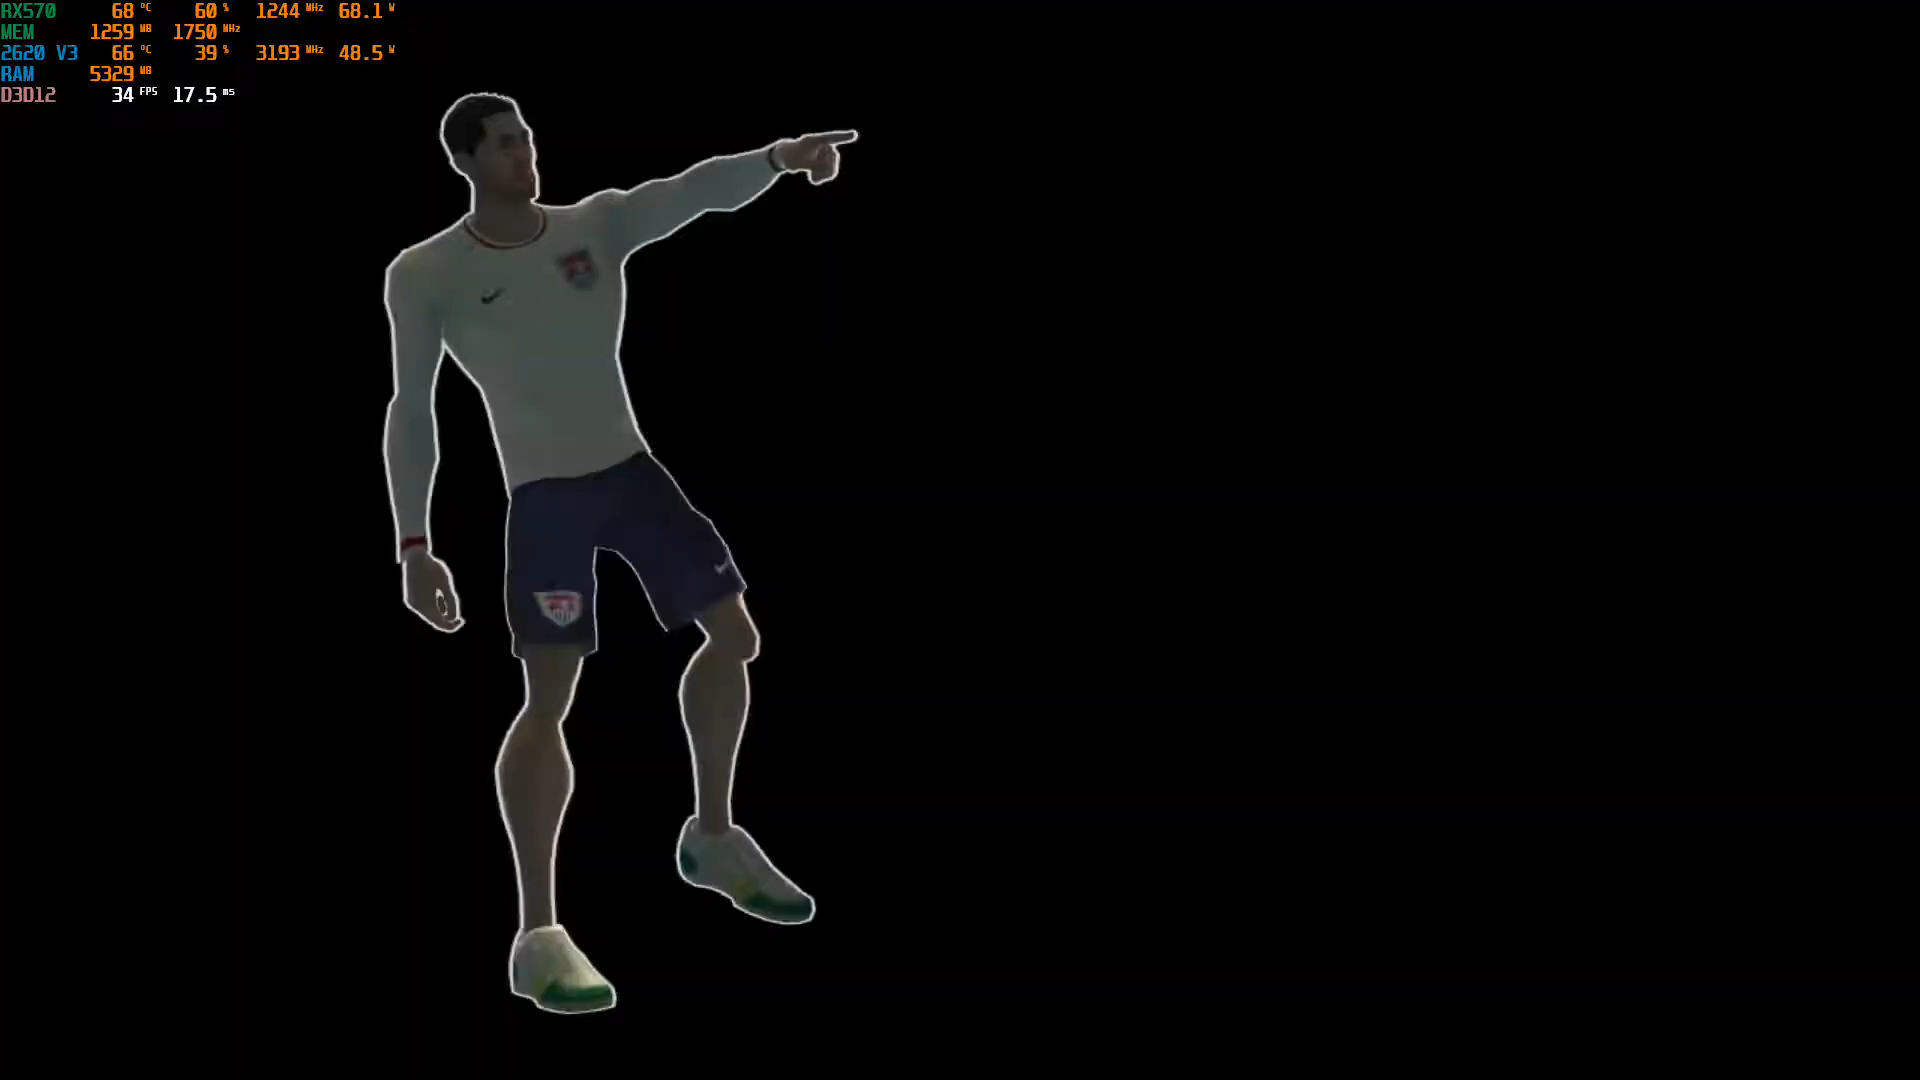 RX570 68 °C 60 % 1244 MHz 68.1 W
MEM 1259 MB 1750 MHz
2620 V3 66 °C 39 % 3193 MHz 48.5 W
RAM 5329 MB
D3D12 34 FPS 17.5 ms